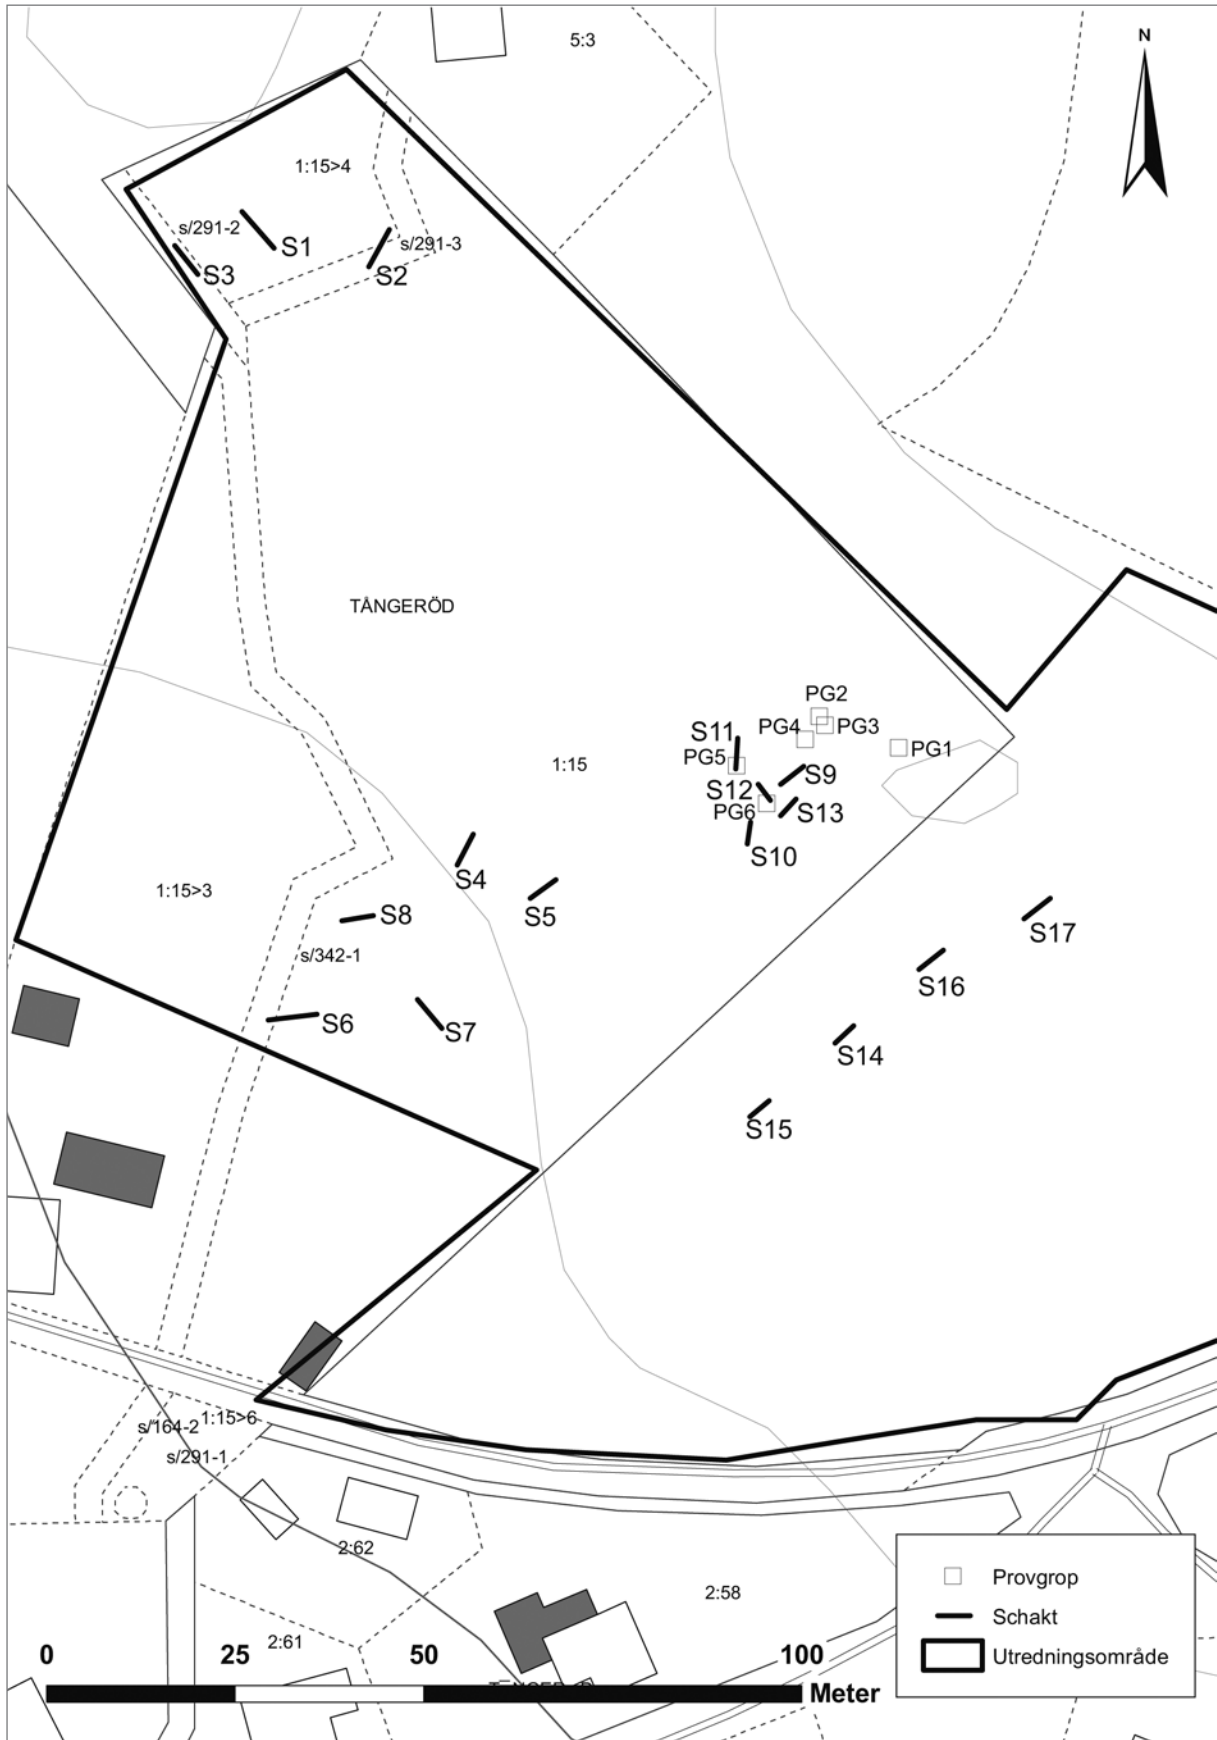 5:3
N
1:15>4
s/291-2
S1
s/291-3
S3
S2
TÅNGERÖD
PG2
PG4
PG3
S11
PG1
PG5
1:15
S9
S12
PG6
S13
S10
S4
1:15>3
S5
S8
S17
s/342-1
S16
S6
S7
S14
S15
1:15>6
s/164-2
s/291-1
2:62
Provgrop
2:58
Schakt
2:61
Utredningsområde
0 25 50 100
Meter